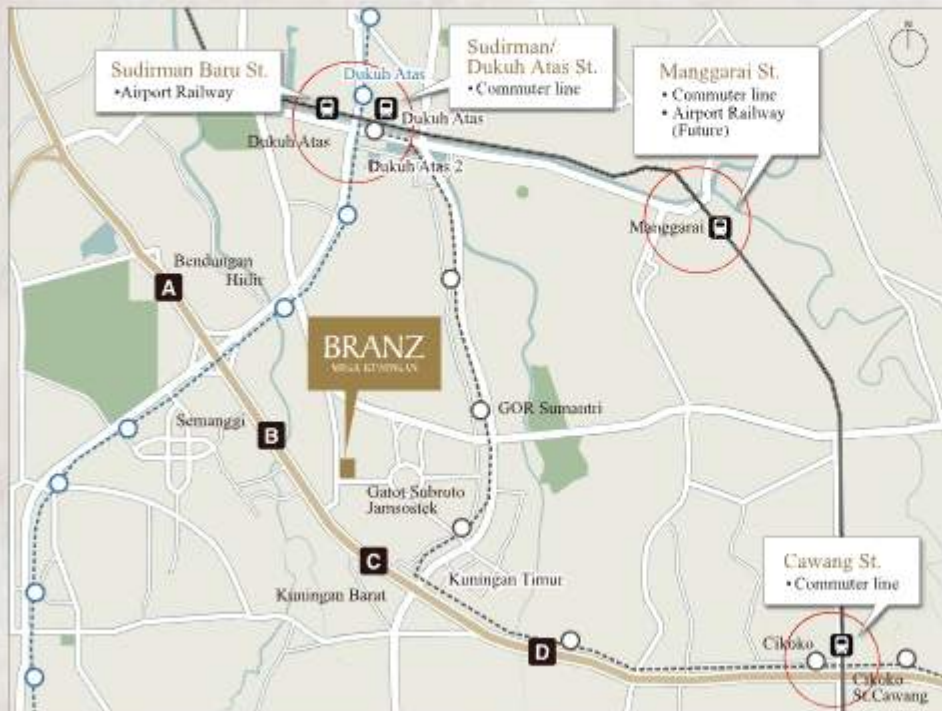 N
Sudirman Baru St.
•Airport Railway
Sudirman/
Dukuh Atas St.
• Commuter line
Manggarai St.
• Commuter line
• Airport Railway
(Future)
Dukuh Atas
Dukuh Atas
Dukuh Atas
Dukuh Atas 2
Manggarai
Bendungan
Hilir
A
BRANZ
MEGA KUNINGAN
GOR Sumantri
Semanggi
B
Gatot Subroto
Jamsostek
C
Kuningan Timur
Kuningan Barat
Cawang St.
• Commuter line
D
Cikoko
Cikoko
St.Cawang